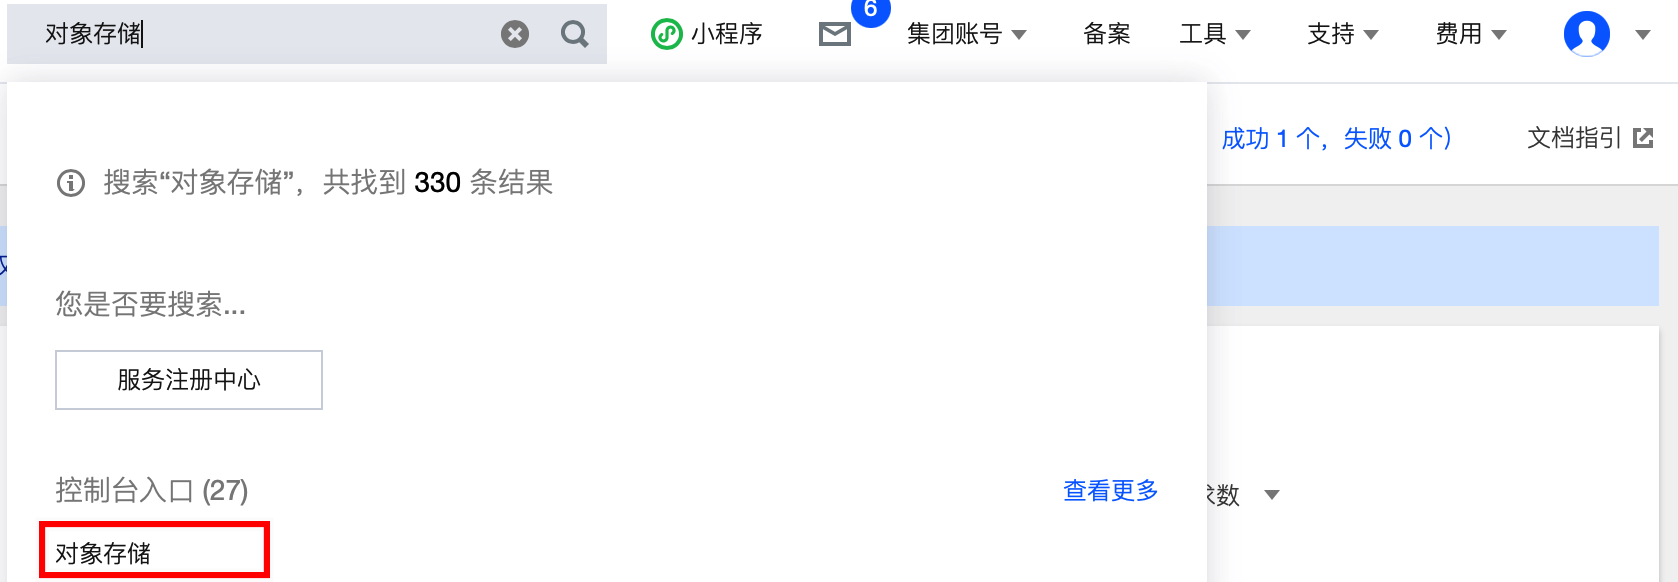 对象存储
小程序
6
集团账号
备案
工具
支持
费用
成功 1 个，失败 0 个）
文档指引
搜索“对象存储”，共找到 330 条结果
您是否要搜索...
服务注册中心
控制台入口 (27)
查看更多
数
对象存储